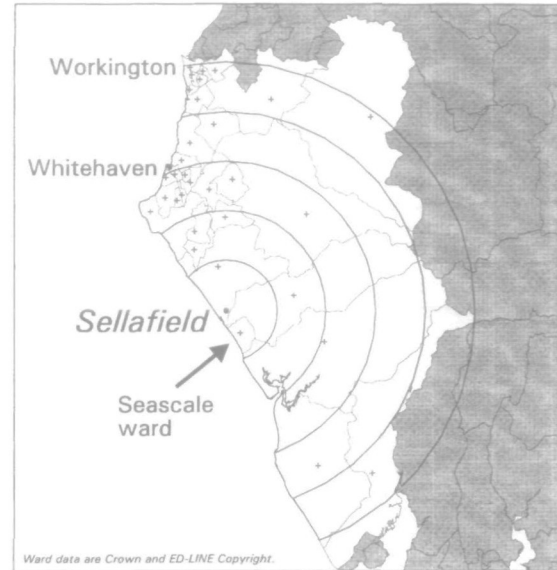 Workington
Whitehaven
Sellafield
Seascale
ward
Ward data are Crown and ED-LINE Copyright.